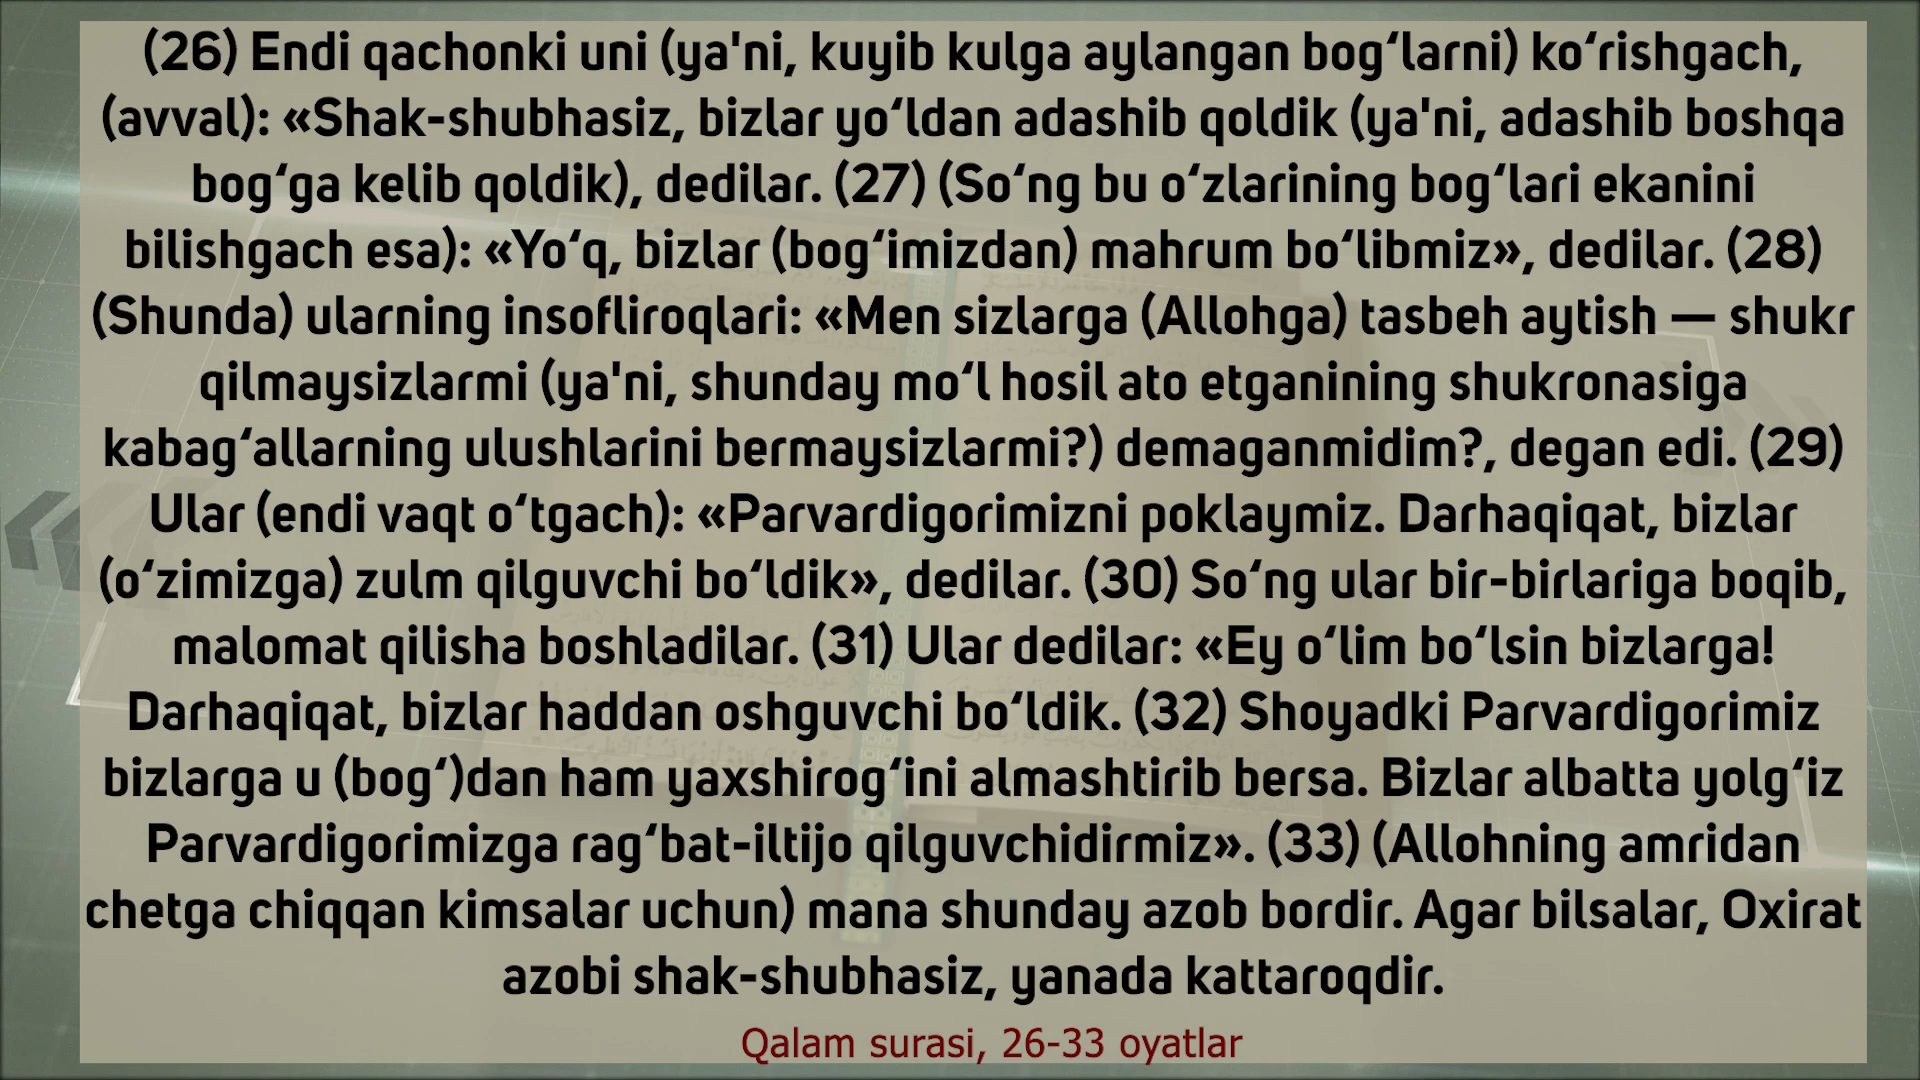 (26) Endi qachonki uni (ya'ni, kuyib kulga aylangan bog‘larni) ko‘rishgach,
(avval): «Shak-shubhasiz, bizlar yo‘ldan adashib qoldik (ya'ni, adashib boshqa
bog‘ga kelib qoldik), dedilar. (27) (So‘ng bu o‘zlarining bog‘lari ekanini
bilishgach esa): «Yo‘q, bizlar (bog‘imizdan) mahrum bo‘libmiz», dedilar. (28)
(Shunda) ularning insofliroqlari: «Men sizlarga (Allohga) tasbeh aytish — shukr
qilmaysizlarmi (ya'ni, shunday mo‘l hosil ato etganining shukronasiga
kabag‘allarning ulushlarini bermaysizlarmi?) demaganmidim?, degan edi. (29)
Ular (endi vaqt o‘tgach): «Parvardigorimizni poklaymiz. Darhaqiqat, bizlar
(o‘zimizga) zulm qilguvchi bo‘ldik», dedilar. (30) So‘ng ular bir-birlariga boqib,
malomat qilisha boshladilar. (31) Ular dedilar: «Ey o‘lim bo‘lsin bizlarga!
Darhaqiqat, bizlar haddan oshguvchi bo‘ldik. (32) Shoyadki Parvardigorimiz
bizlarga u (bog‘)dan ham yaxshirog‘ini almashtirib bersa. Bizlar albatta yolg‘iz
Parvardigorimizga rag‘bat-iltijo qilguvchidirmiz». (33) (Allohning amridan
chetga chiqqan kimsalar uchun) mana shunday azob bordir. Agar bilsalar, Oxirat
azobi shak-shubhasiz, yanada kattaroqdir.
Qalam surasi, 26-33 oyatlar